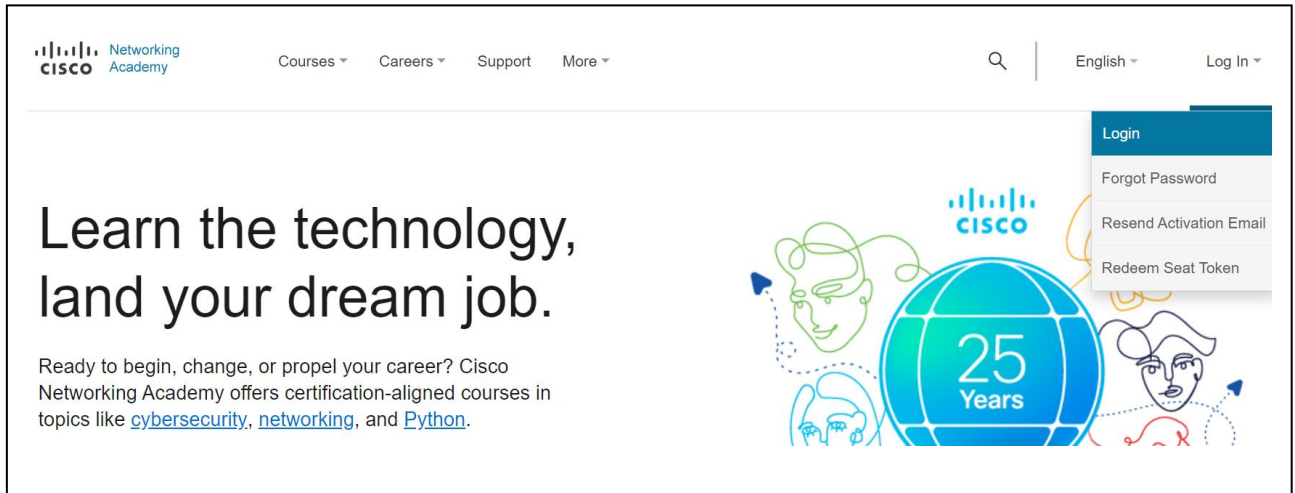 Networking
Academy
CISCO
Courses
Careers
Support
More
English
Log In
Login
Forgot Password
Resend Activation Email
Redeem Seat Token
CISCO
Learn the technology,
land your dream job.
Ready to begin, change, or propel your career? Cisco
Networking Academy offers certification-aligned courses in
topics like cybersecurity, networking, and Python.
25
Years